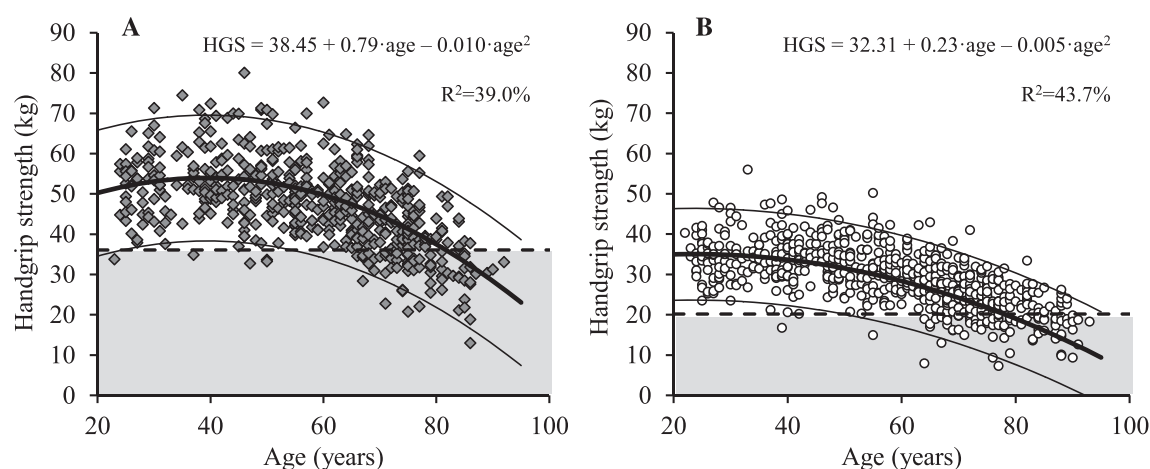 A
HGS = 38.45 + 0.79·age – 0.010·age²
R²=39.0%
Handgrip strength (kg)
90
80
70
60
50
40
30
20
10
0
20 40 60 80 100
Age (years)
B
HGS = 32.31 + 0.23·age – 0.005·age²
R²=43.7%
Handgrip strength (kg)
90
80
70
60
50
40
30
20
10
0
20 40 60 80 100
Age (years)